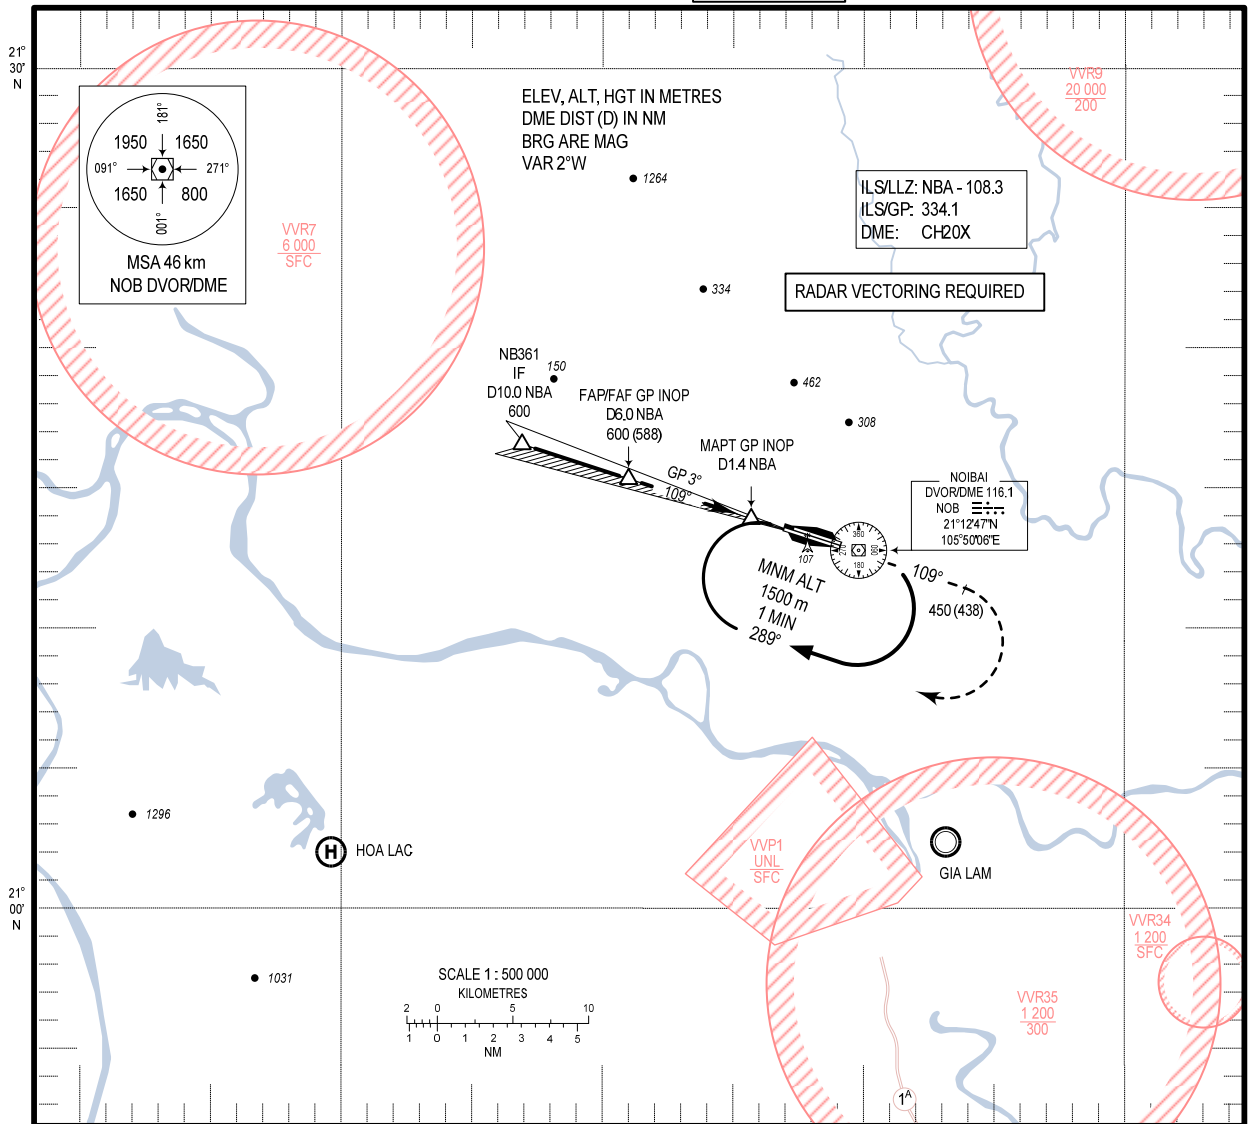 21°
30'
N
181°
1950 1650
091° 271°
1650 800
001°
MSA 46 km
NOB DVOR/DME
VVR7
6 000
SFC
ELEV, ALT, HGT IN METRES
DME DIST (D) IN NM
BRG ARE MAG
VAR 2°W
1264
VVR9
20 000
200
ILS/LLZ: NBA - 108.3
ILS/GP: 334.1
DME: CH20X
RADAR VECTORING REQUIRED
334
NB361
IF
D10.0 NBA
600
150
FAP/FAF GP INOP
D6.0 NBA
600 (588)
462
308
MAPT GP INOP
D1.4 NBA
GP 3°
109°
NOIBAI
DVOR/DME 116.1
NOB
21°12'47"N
105°50'06"E
360
090
180
270
107
MNM ALT
1500 m
1 MIN
289°
109°
450 (438)
1296
H HOA LAC
VVP1
UNL
SFC
GIA LAM
21°
00'
N
VVR34
1 200
SFC
1031
SCALE 1 : 500 000
KILOMETRES
2 0 5 10
1 0 1 2 3 4 5
NM
VVR35
1 200
300
1A